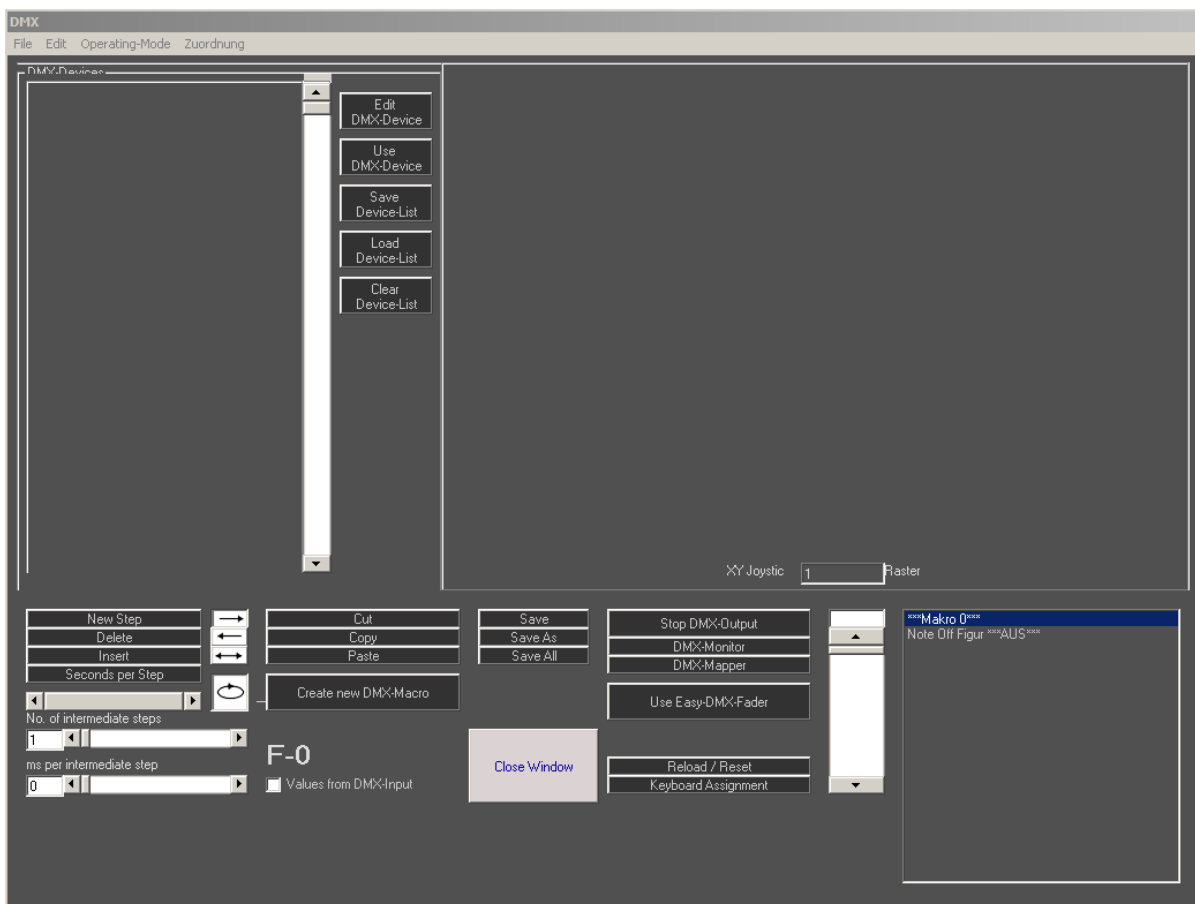 DMX
File Edit Operating-Mode Zuordnung
DMX-Devices
Edit
DMX-Device
Use
DMX-Device
Save
Device-List
Load
Device-List
Clear
Device-List
XY Joystic 1 Raster
New Step
Delete
Insert
Seconds per Step
No. of intermediate steps
1
ms per intermediate step
0
Cut
Copy
Paste
Create new DMX-Macro
F-0
Values from DMX-Input
Save
Save As
Save All
Close Window
Stop DMX-Output
DMX-Monitor
DMX-Mapper
Use Easy-DMX-Fader
Reload / Reset
Keyboard Assignment
***Makro 0***
Note Off Figur ***AUS***